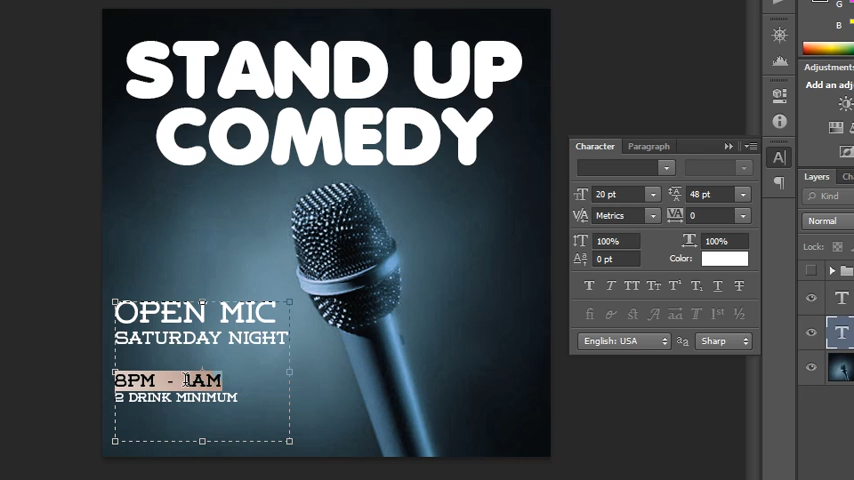 STAND UP
COMEDY
OPEN MIC
SATURDAY NIGHT
8PM - 1AM
2 DRINK MINIMUM
Character Paragraph
20 pt 48 pt
Metrics 0
100% 100%
0 pt Color:
English: USA Sharp
G
B
Adjustments
Add an adj
Layers Cha
Kind
Normal
Lock: